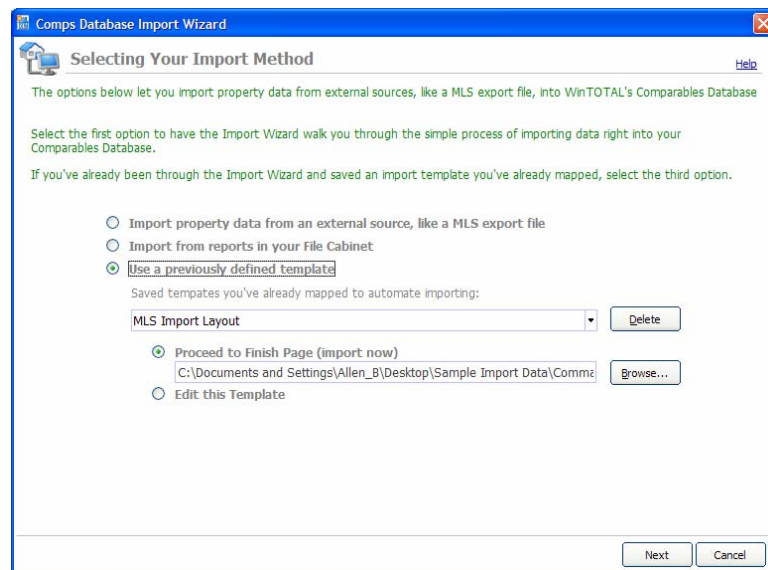 Comps Database Import Wizard
Selecting Your Import Method
Help
The options below let you import property data from external sources, like a MLS export file, into WinTOTAL's Comparables Database
Select the first option to have the Import Wizard walk you through the simple process of importing data right into your
Comparables Database.
If you've already been through the Import Wizard and saved an import template you've already mapped, select the third option.
Import property data from an external source, like a MLS export file
Import from reports in your File Cabinet
Use a previously defined template
Saved tempates you've already mapped to automate importing:
MLS Import Layout
Delete
Proceed to Finish Page (import now)
C:\Documents and Settings\Allen_B\Desktop\Sample Import Data\Comma
Browse...
Edit this Template
Next
Cancel